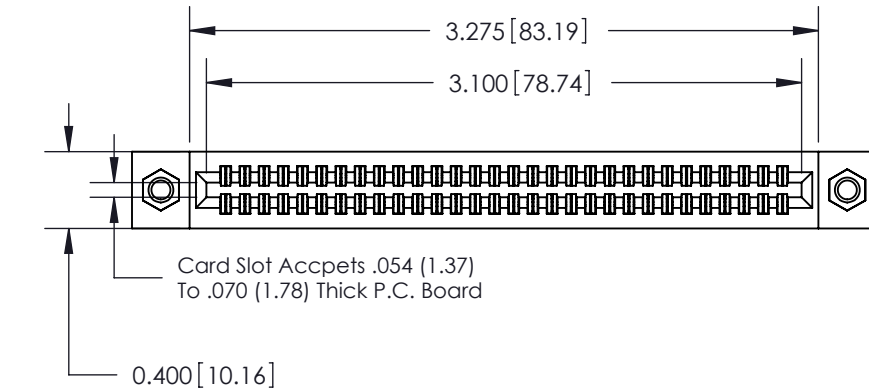 3.275[83.19]
3.100[78.74]
Card Slot Accpets .054 (1.37)
To .070 (1.78) Thick P.C. Board
0.400[10.16]